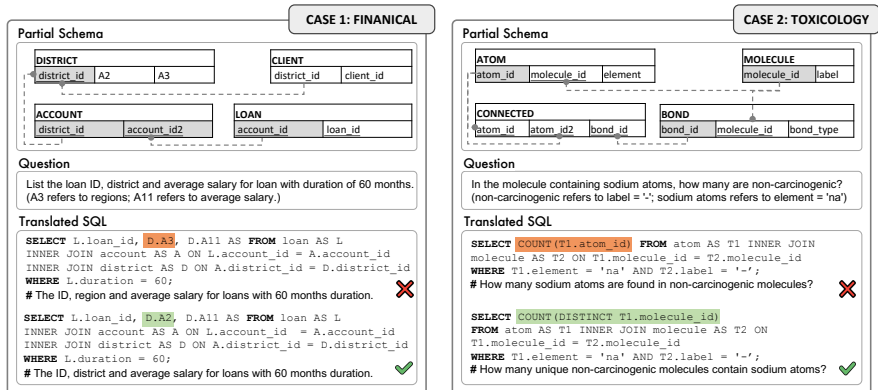 CASE 1: FINANICAL
Partial Schema
DISTRICT
district_id A2 A3
CLIENT
district_id client_id
ACCOUNT
district_id account_id2
LOAN
account_id loan_id
Question
List the loan ID, district and average salary for loan with duration of 60 months.
(A3 refers to regions; A11 refers to average salary.)
Translated SQL
SELECT L.loan_id, D.A3, D.A11 AS FROM loan AS L
INNER JOIN account AS A ON L.account_id = A.account_id
INNER JOIN district AS D ON A.district_id = D.district_id
WHERE L.duration = 60;
# The ID, region and average salary for loans with 60 months duration.
SELECT L.loan_id, D.A2, D.A11 AS FROM loan AS L
INNER JOIN account AS A ON L.account_id = A.account_id
INNER JOIN district AS D ON A.district_id = D.district_id
WHERE L.duration = 60;
# The ID, district and average salary for loans with 60 months duration.
CASE 2: TOXICOLOGY
Partial Schema
ATOM
atom_id molecule_id element
MOLECULE
molecule_id label
CONNECTED
atom_id atom_id2 bond_id
BOND
bond_id molecule_id bond_type
Question
In the molecule containing sodium atoms, how many are non-carcinogenic?
(non-carcinogenic refers to label = '-'; sodium atoms refers to element = 'na')
Translated SQL
SELECT COUNT(T1.atom_id) FROM atom AS T1 INNER JOIN
molecule AS T2 ON T1.molecule_id = T2.molecule_id
WHERE T1.element = 'na' AND T2.label = '-';
# How many sodium atoms are found in non-carcinogenic molecules?
SELECT COUNT(DISTINCT T1.molecule_id)
FROM atom AS T1 INNER JOIN molecule AS T2 ON
T1.molecule_id = T2.molecule_id
WHERE T1.element = 'na' AND T2.label = '-';
# How many unique non-carcinogenic molecules contain sodium atoms?